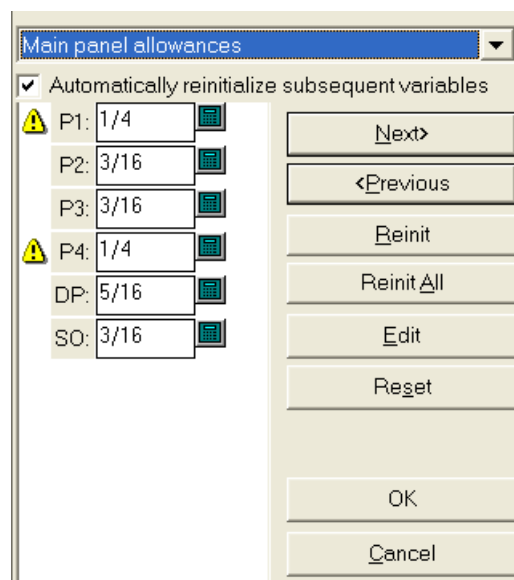 Main panel allowances
Automatically reinitialize subsequent variables
P1: 1/4
P2: 3/16
P3: 3/16
P4: 1/4
DP: 5/16
SO: 3/16
Next>
<Previous
Reinit
Reinit All
Edit
Reset
OK
Cancel